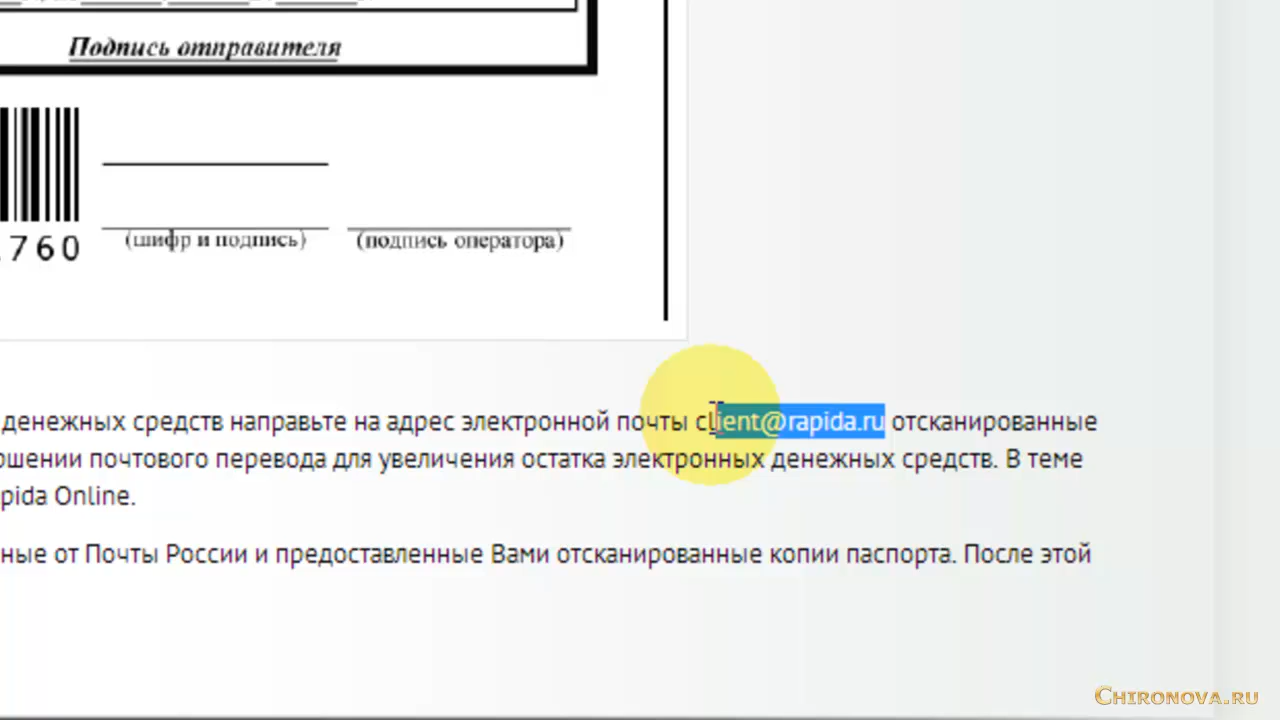 Подпись отправителя
760
(шифр и подпись) (подпись оператора)
денежных средств направьте на адрес электронной почты client@rapida.ru отсканированные
почтового перевода для увеличения остатка электронных денежных средств. В теме
pida Online.
ные от Почты России и предоставленные Вами отсканированные копии паспорта. После этой
CHIRONOVA.RU